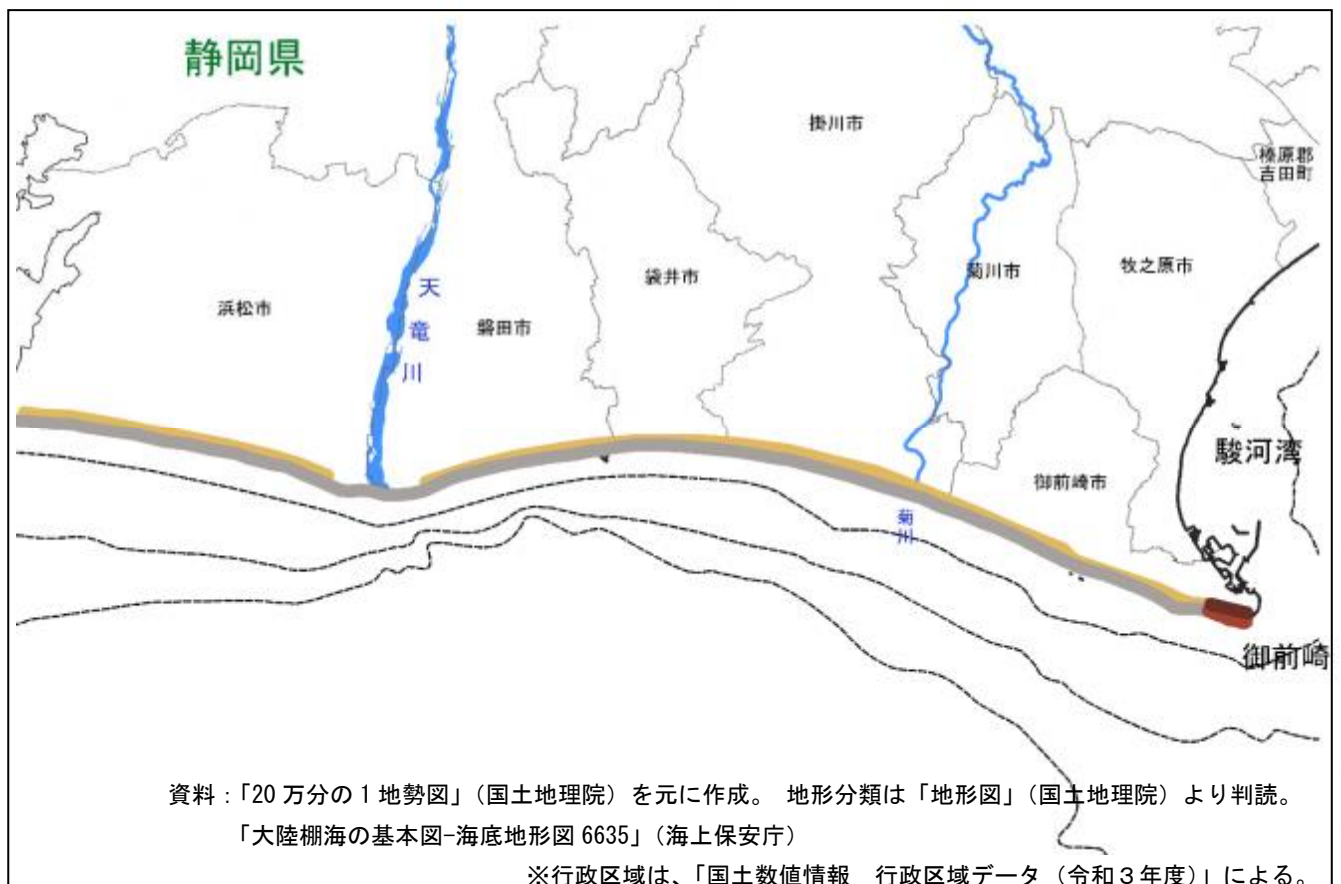 静岡県
掛川市
榛原郡
吉田町
浜松市
天竜川
磐田市
袋井市
菊川市
牧之原市
駿河湾
御前崎市
菊川
御前崎
資料：「20万分の1地勢図」（国土地理院）を元に作成。 地形分類は「地形図」（国土地理院）より判読。
「大陸棚海の基本図-海底地形図6635」（海上保安庁）
※行政区域は、「国土数値情報 行政区域データ（令和３年度）」による。